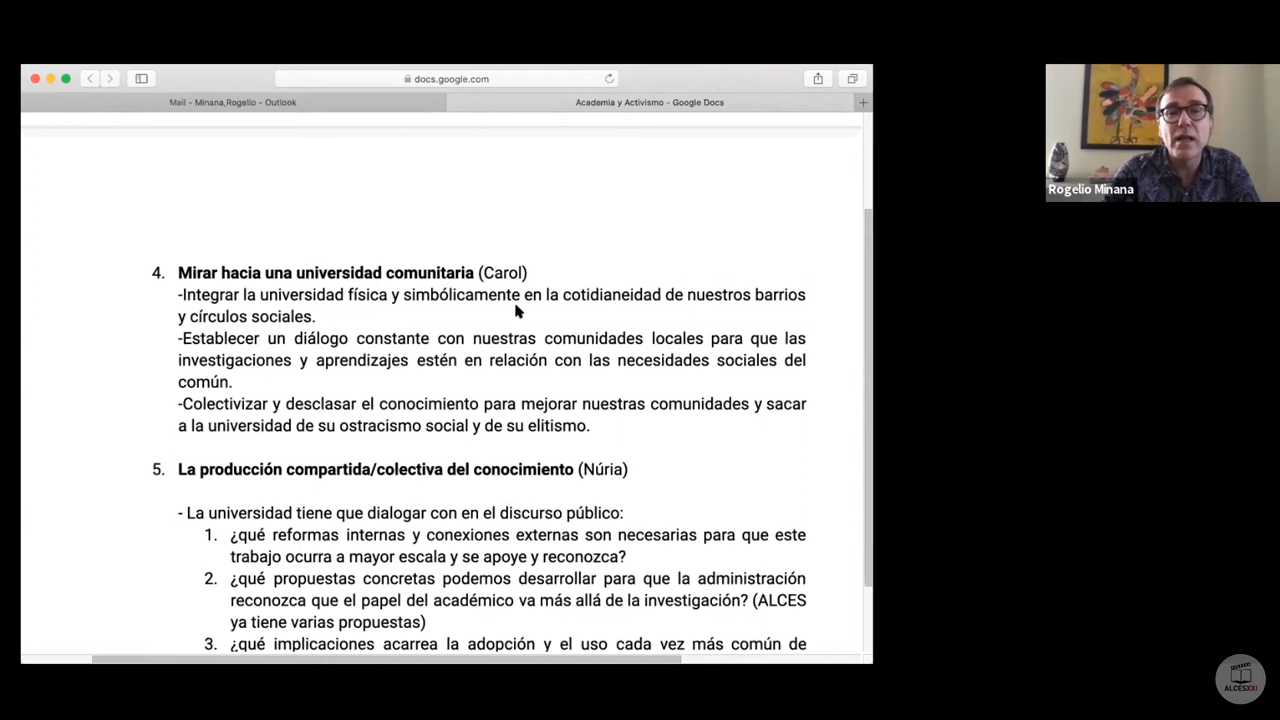 docs.google.com
Mail - Minana,Rogelio - Outlook
Academia y Activismo - Google Docs
4. Mirar hacia una universidad comunitaria (Carol)
-Integrar la universidad física y simbólicamente en la cotidianeidad de nuestros barrios
y círculos sociales.
-Establecer un diálogo constante con nuestras comunidades locales para que las
investigaciones y aprendizajes estén en relación con las necesidades sociales del
común.
-Colectivizar y desclasar el conocimiento para mejorar nuestras comunidades y sacar
a la universidad de su ostracismo social y de su elitismo.
5. La producción compartida/colectiva del conocimiento (Núria)
- La universidad tiene que dialogar con en el discurso público:
1. ¿qué reformas internas y conexiones externas son necesarias para que este
trabajo ocurra a mayor escala y se apoye y reconozca?
2. ¿qué propuestas concretas podemos desarrollar para que la administración
reconozca que el papel del académico va más allá de la investigación? (ALCES
ya tiene varias propuestas)
3. ¿qué implicaciones acarrea la adopción y el uso cada vez más común de
Rogelio Minana
ALCESXXI